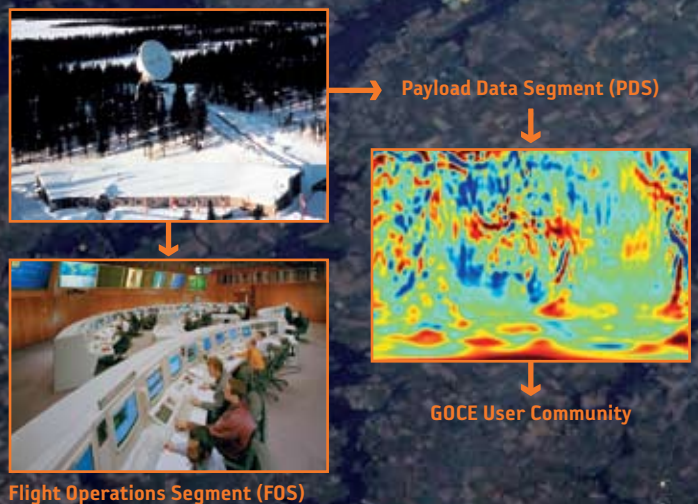 Payload Data Segment (PDS)
GOCE User Community
Flight Operations Segment (FOS)